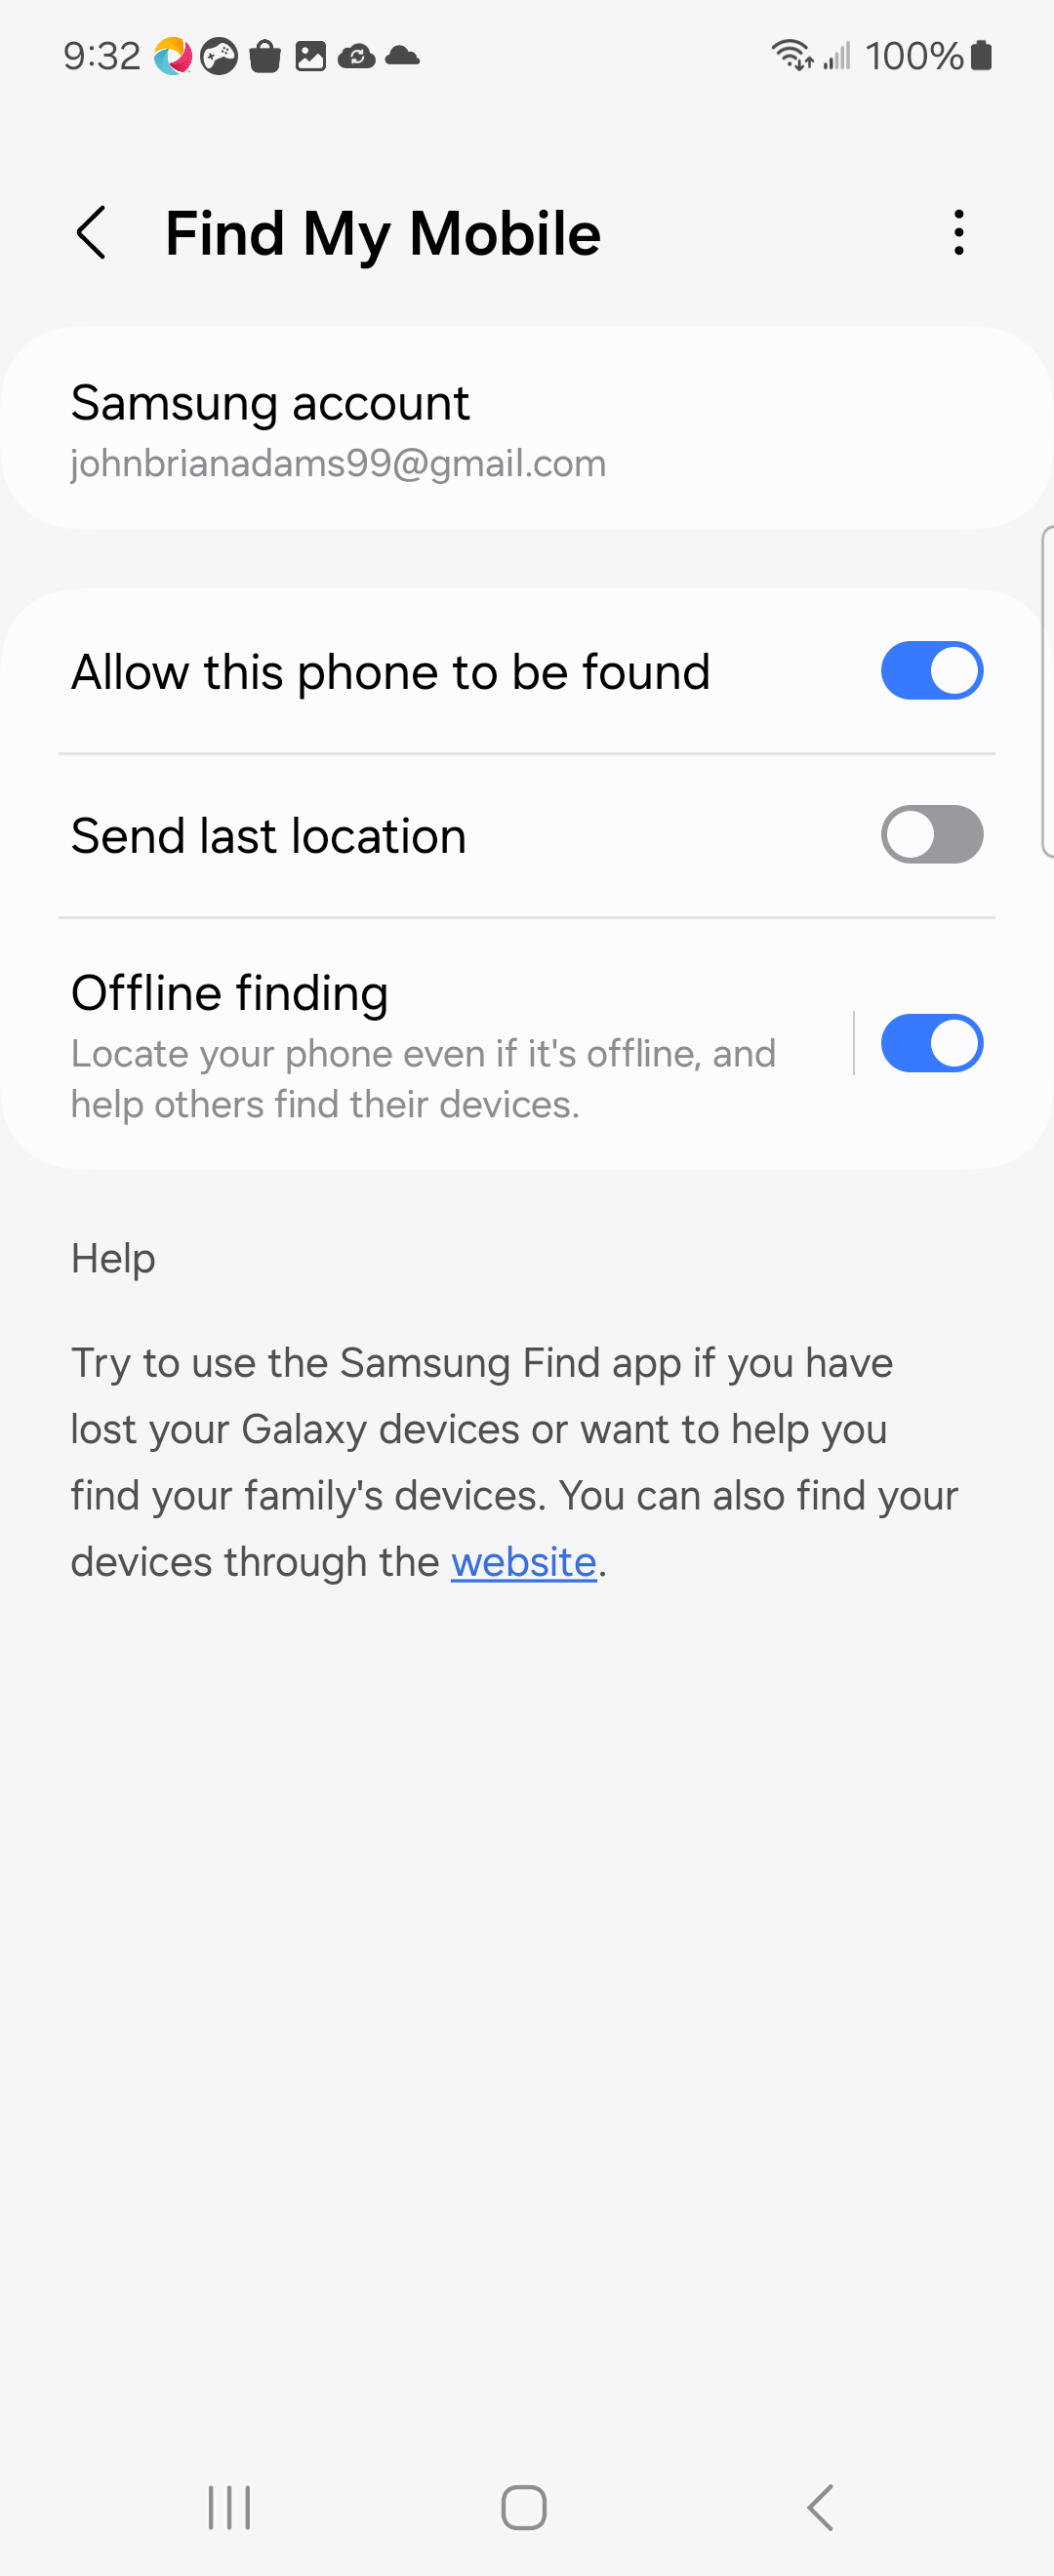 9:32
100%
Find My Mobile
Samsung account
johnbrianadams99@gmail.com
Allow this phone to be found
Send last location
Offline finding
Locate your phone even if it's offline, and
help others find their devices.
Help
Try to use the Samsung Find app if you have
lost your Galaxy devices or want to help you
find your family's devices. You can also find your
devices through the website.